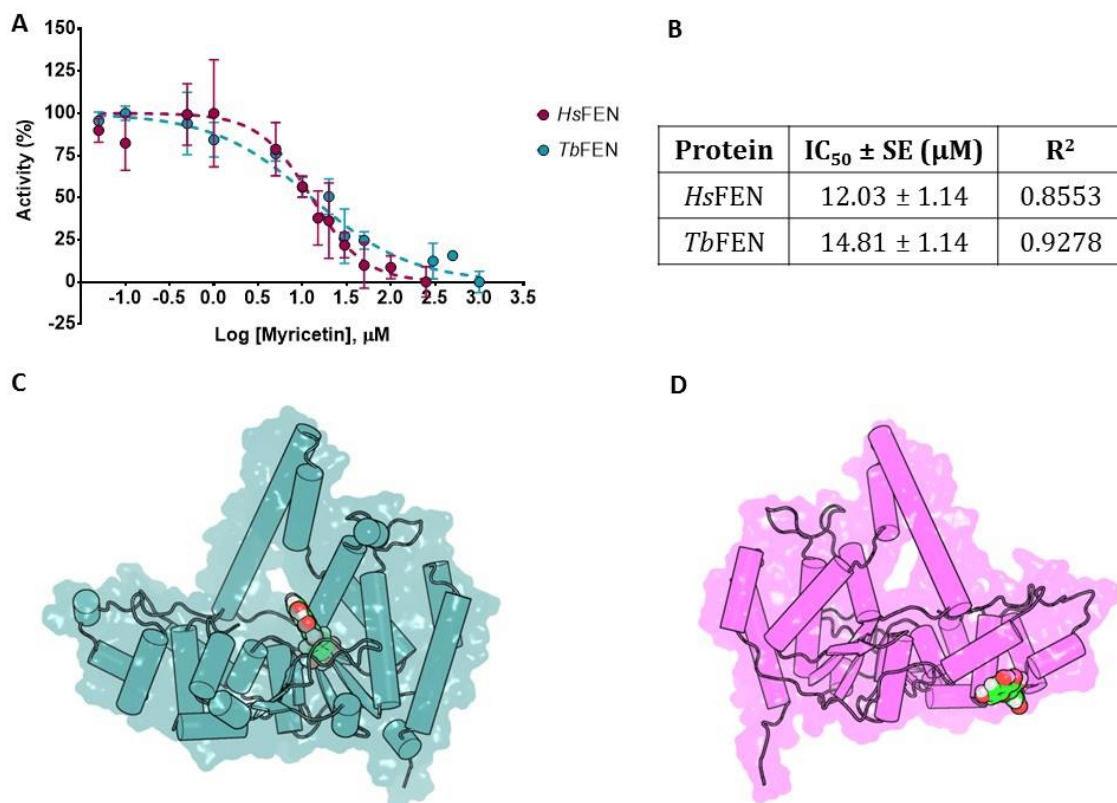 A
150
125
100
75
50
25
0
-25
Activity (%)
-1.0 -0.5 0.0 0.5 1.0 1.5 2.0 2.5 3.0 3.5
Log [Myricetin], µM
HsFEN
TbFEN
B
Protein IC₅₀ ± SE (µM) R²
HsFEN 12.03 ± 1.14 0.8553
TbFEN 14.81 ± 1.14 0.9278
C
D